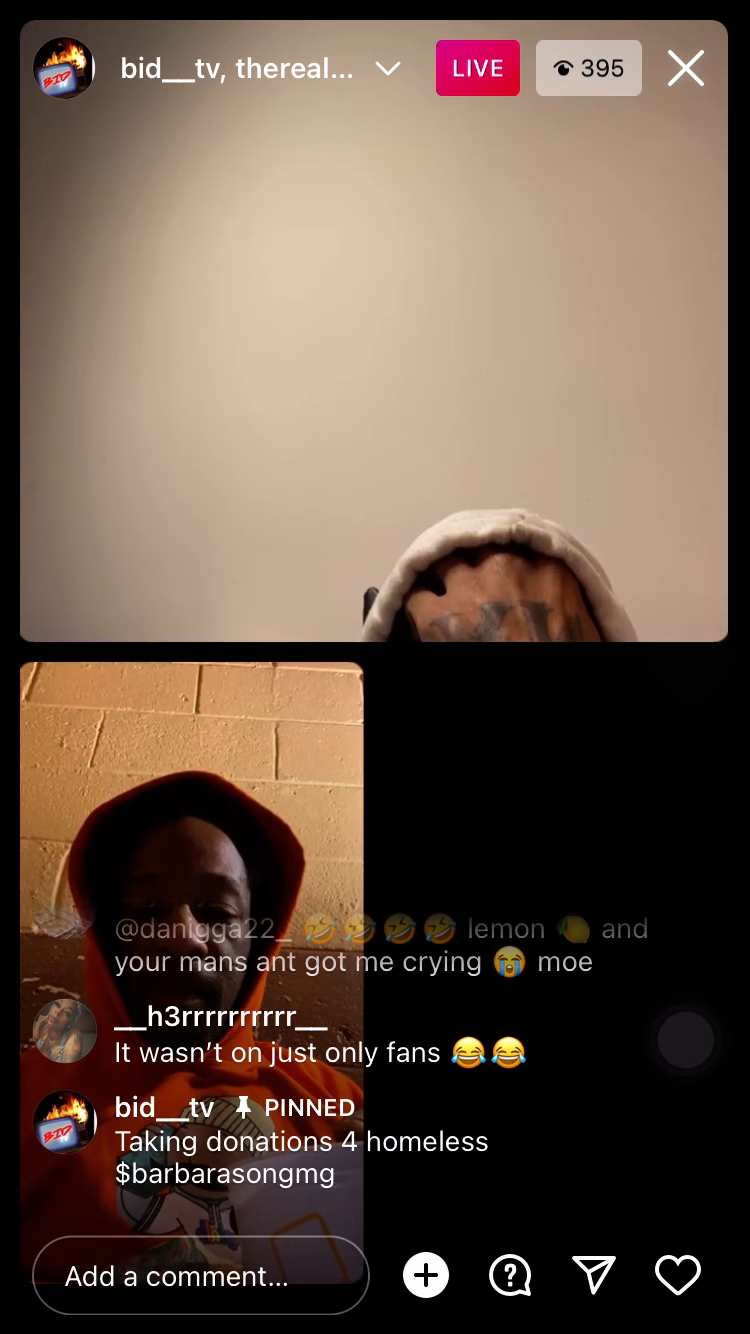 bid__tv, thereal...
LIVE
395
@danigga22_ 🤣🤣🤣🤣 lemon 🍋 and
your mans ant got me crying 😭 moe
__h3rrrrrrrrrr__
It wasn’t on just only fans 😂😂
bid__tv PINNED
Taking donations 4 homeless
$barbarasongmg
Add a comment...